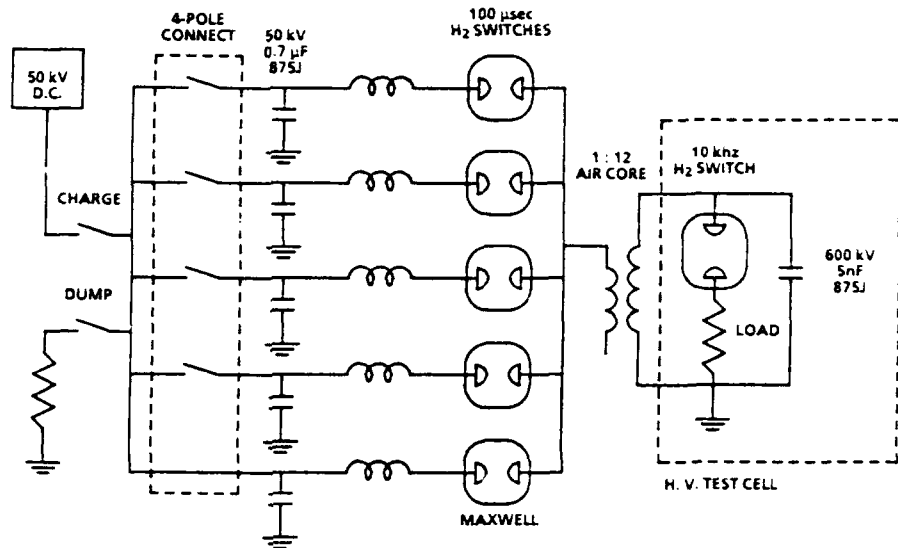 4-POLE
CONNECT
50 kV
0.7 µF
875J
100 µsec
H2 SWITCHES
50 kV
D.C.
CHARGE
DUMP
1 : 12
AIR CORE
10 khz
H2 SWITCH
600 kV
5nF
875J
LOAD
MAXWELL
H. V. TEST CELL